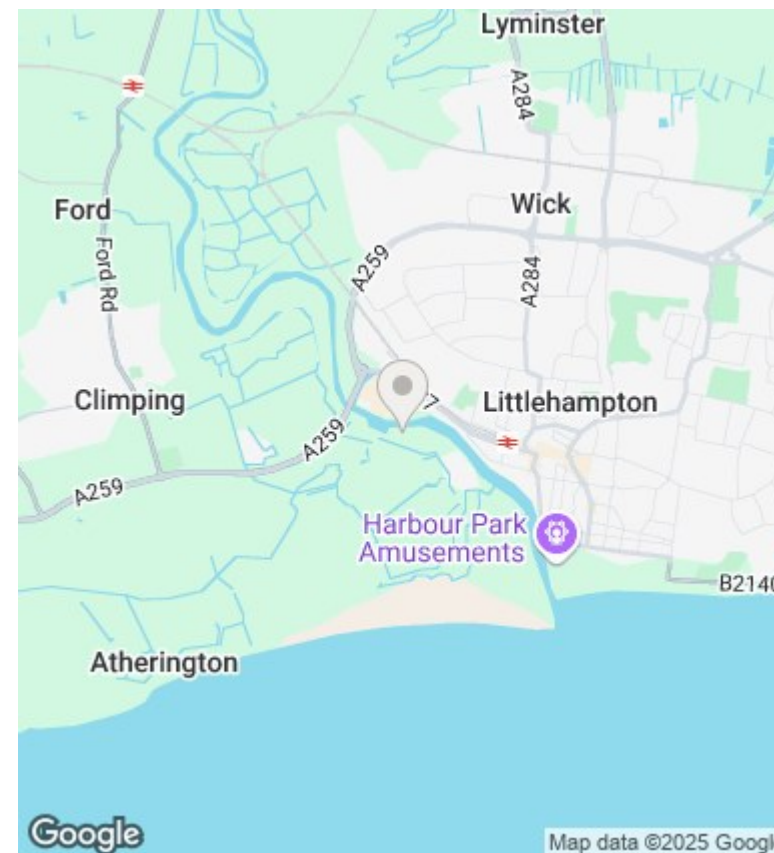 Lyminster
A284
Wick
Ford
Ford Rd
A259
A284
Climping
Littlehampton
A259
A259
Harbour Park
Amusements
B2140
Atherington
Google
Map data ©2025 Google